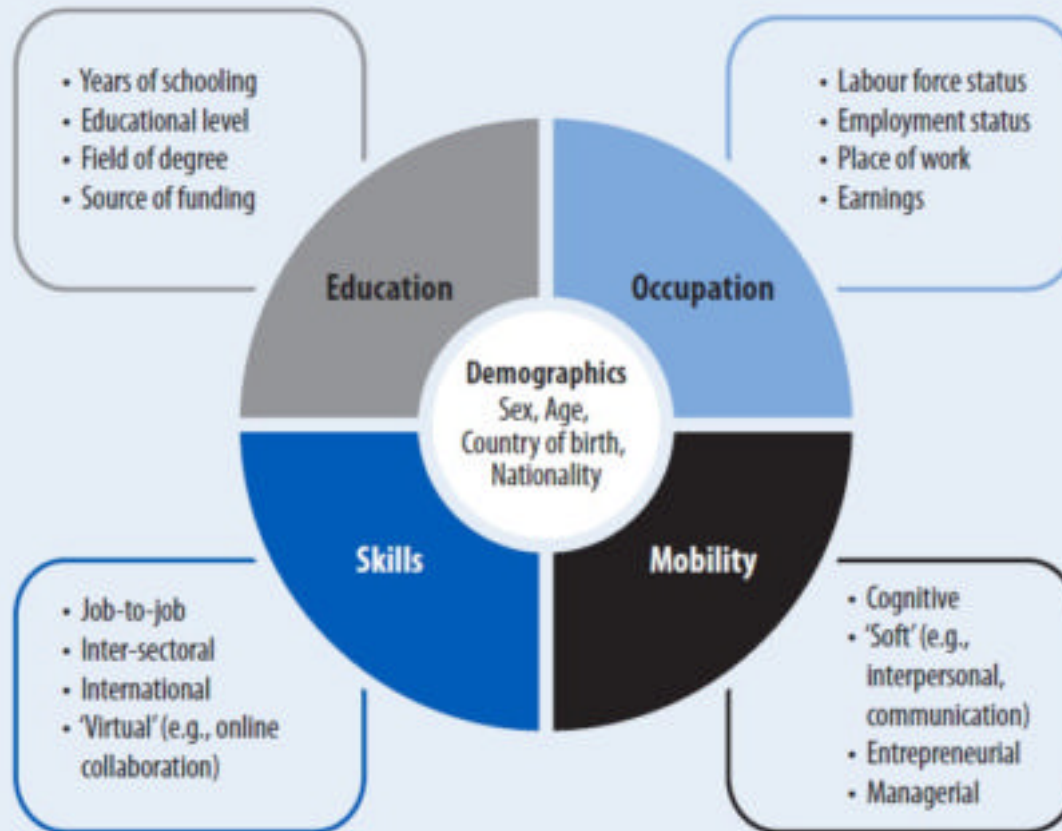 • Years of schooling
• Educational level
• Field of degree
• Source of funding
• Labour force status
• Employment status
• Place of work
• Earnings
Education
Occupation
Demographics
Sex, Age,
Country of birth,
Nationality
Skills
Mobility
• Job-to-job
• Inter-sectoral
• International
• ‘Virtual’ (e.g., online
collaboration)
• Cognitive
• ‘Soft’ (e.g.,
interpersonal,
communication)
• Entrepreneurial
• Managerial